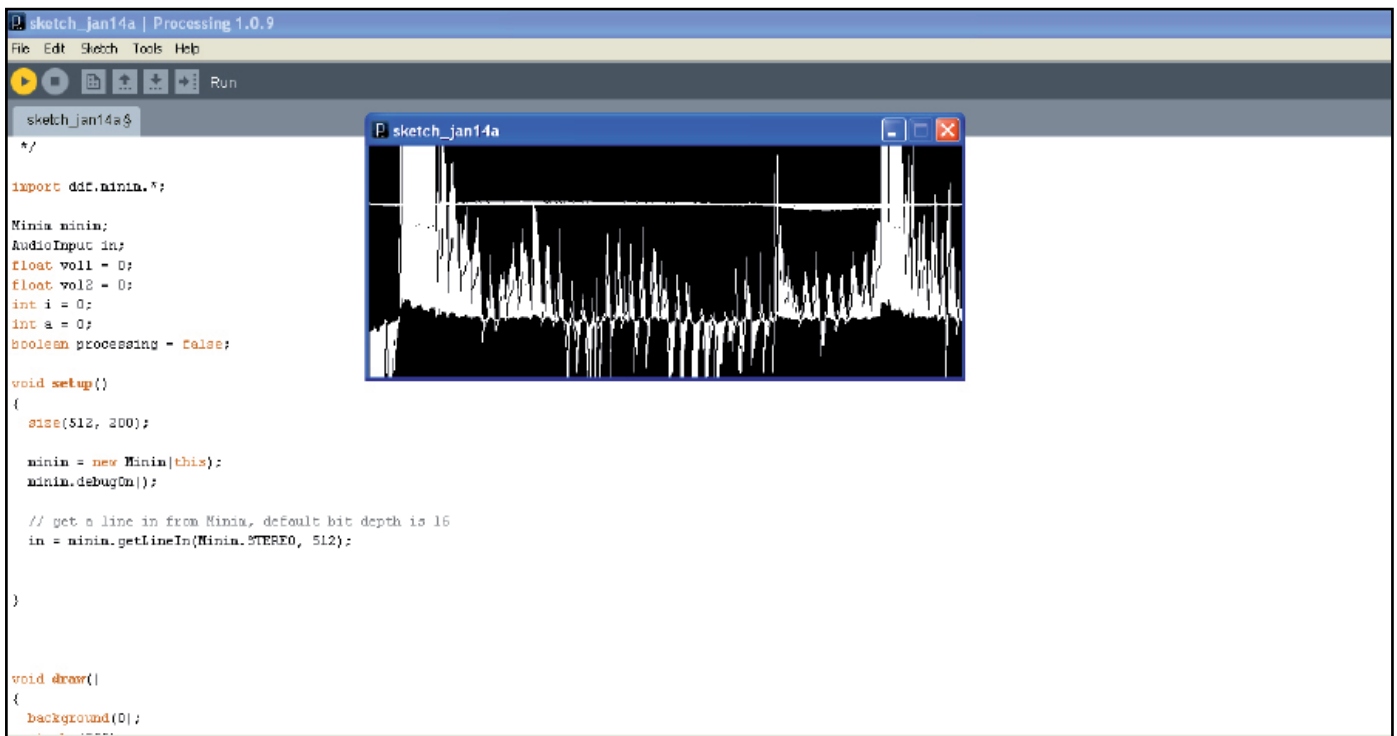 sketch_jan14a | Processing 1.0.9
File Edit Sketch Tools Help
Run
sketch_jan14a§
sketch_jan14a
*/
import ddf.minim.*;
Minim minim;
AudioInput in;
float vol1 = 0;
float vol2 = 0;
int i = 0;
int a = 0;
boolean processing = false;
void setup()
{
size(512, 200);
minim = new Minim(this);
minim.debugOn();
// get a line in from Minim, default bit depth is 16
in = minim.getLineIn(Minim.STEREO, 512);
}
void draw()
{
background(0);